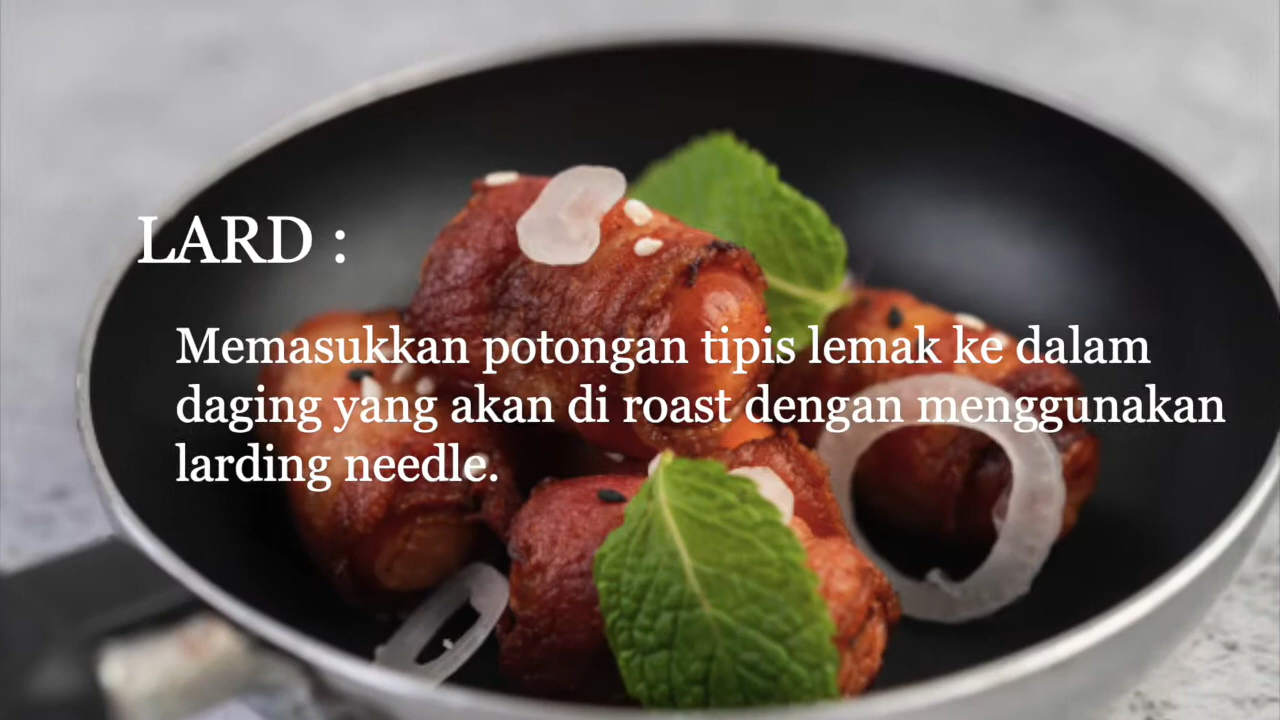 LARD :
Memasukkan potongan tipis lemak ke dalam
daging yang akan di roast dengan menggunakan
larding needle.